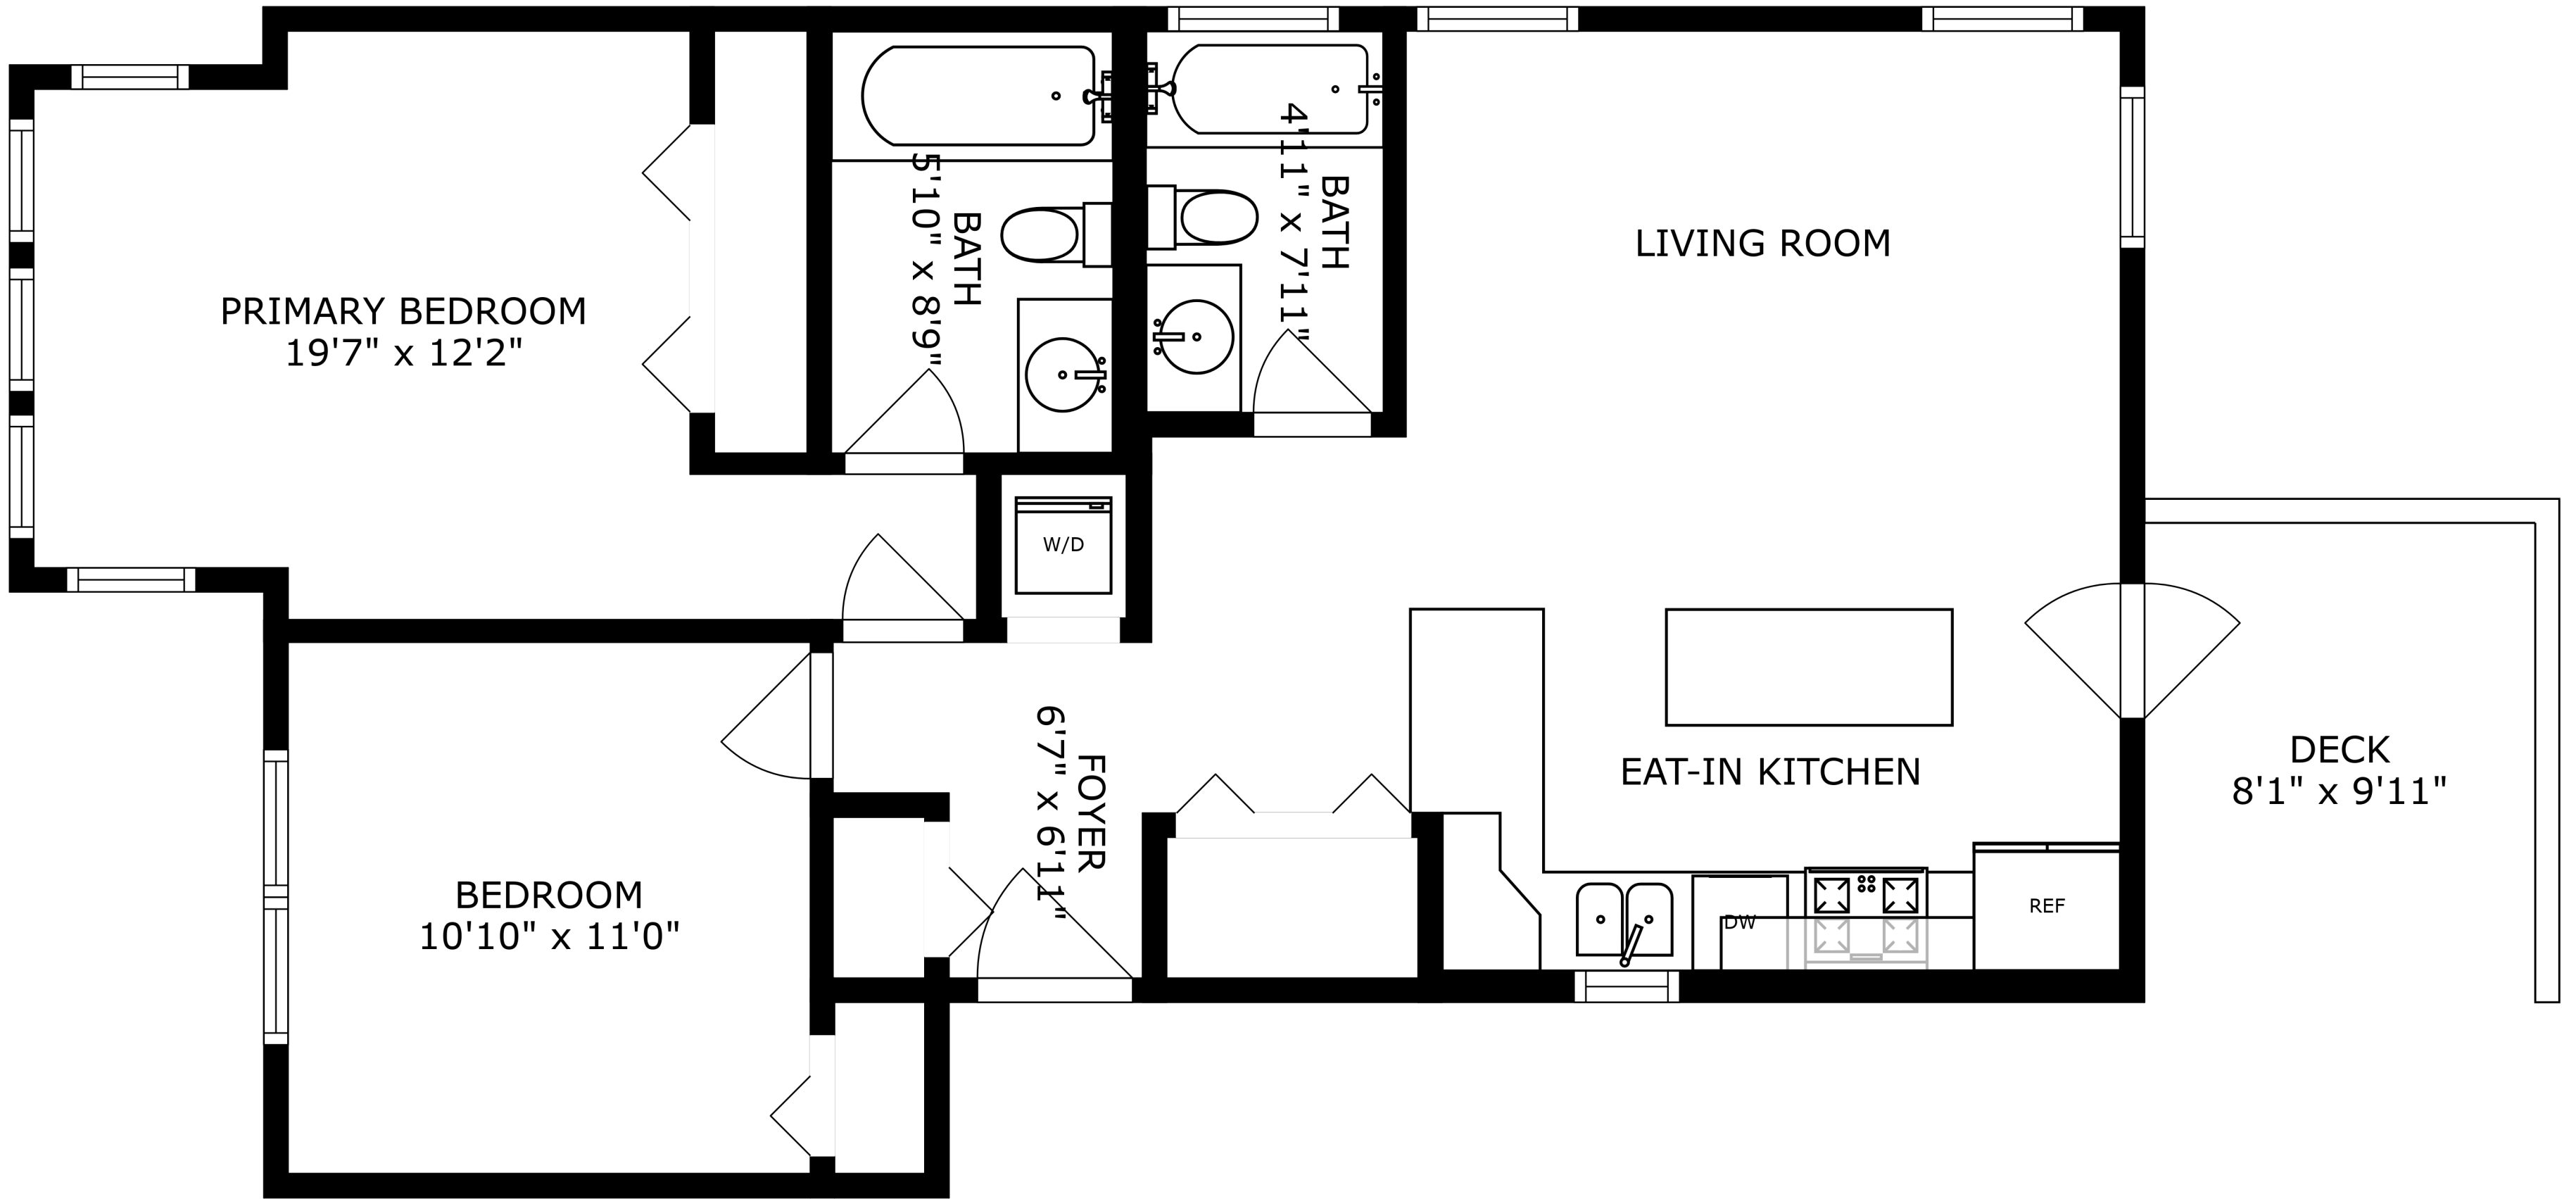 PRIMARY BEDROOM
19'7" x 12'2"
BATH
5'10" x 8'9"
BATH
4'11" x 7'11"
LIVING ROOM
W/D
FOYER
6'7" x 6'11"
EAT-IN KITCHEN
DECK
8'1" x 9'11"
BEDROOM
10'10" x 11'0"
DW
REF